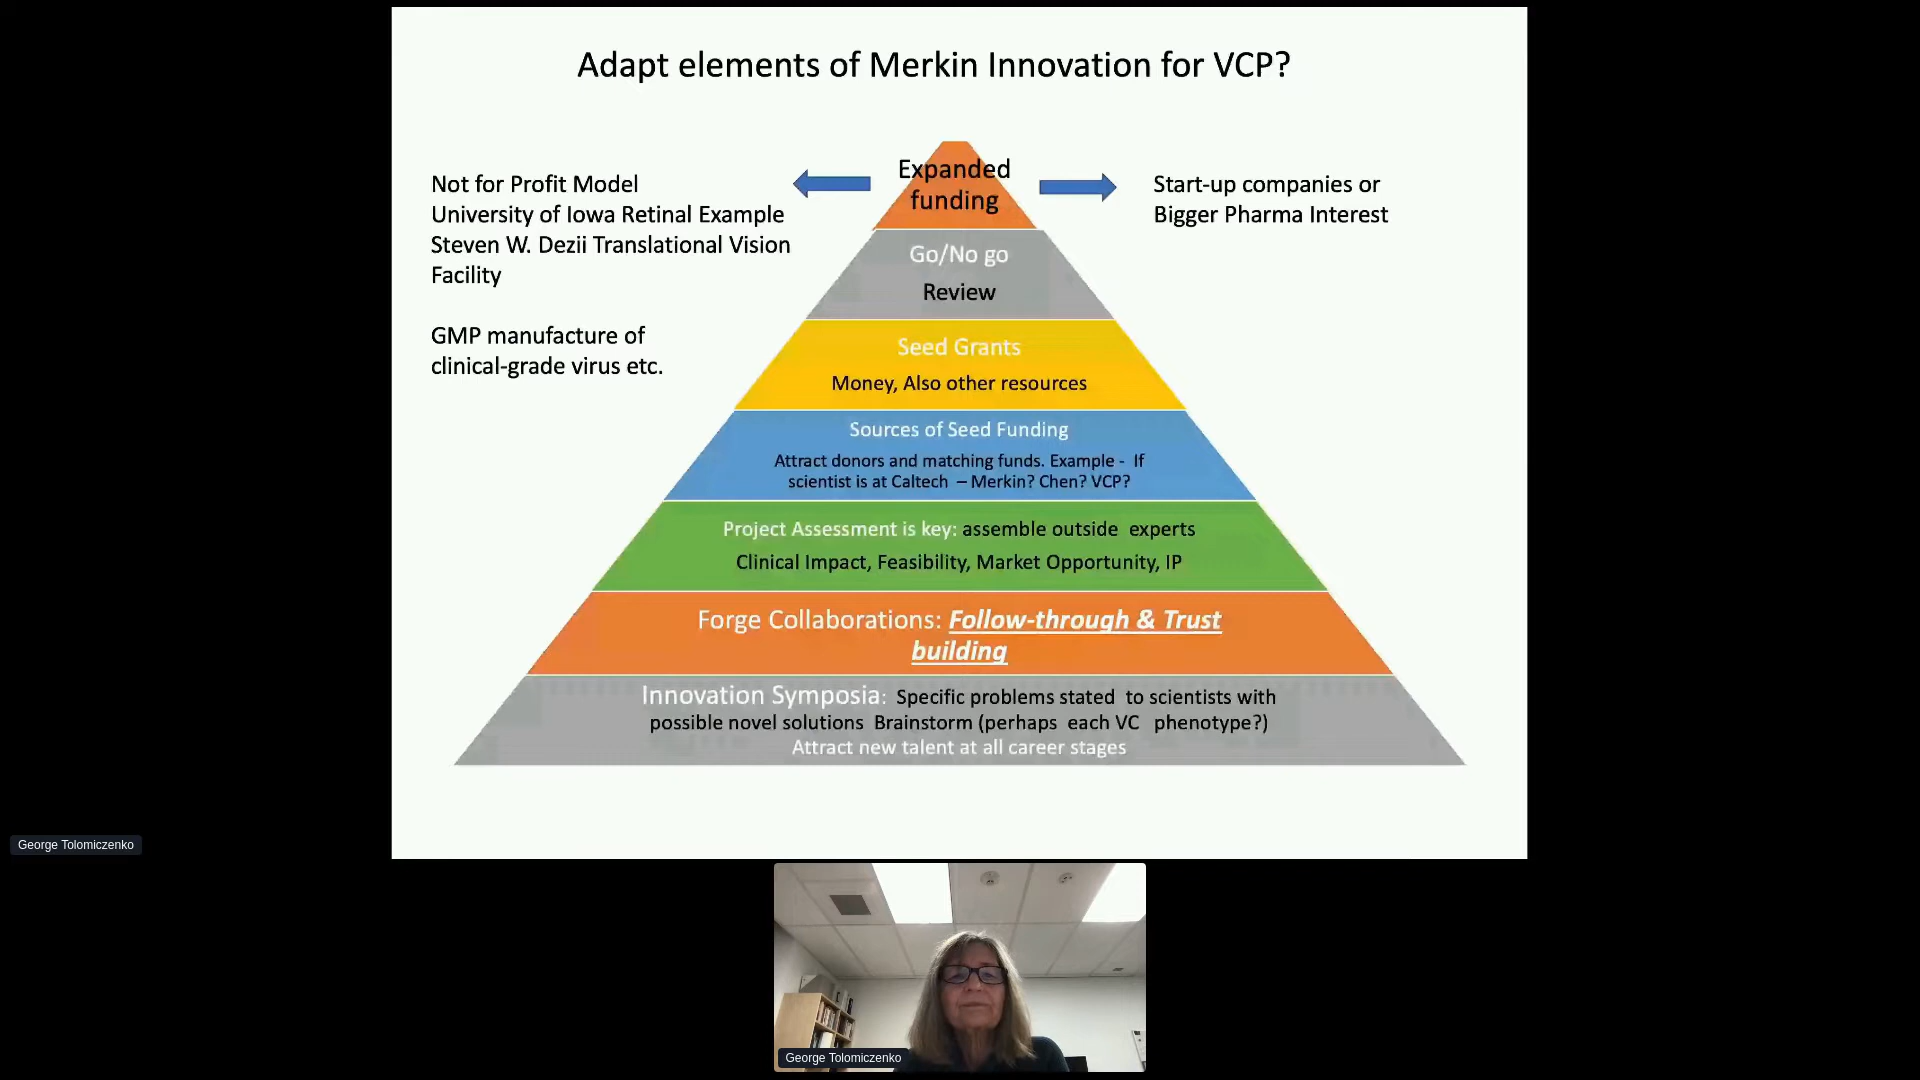 Adapt elements of Merkin Innovation for VCP?
Not for Profit Model
University of Iowa Retinal Example
Steven W. Dezii Translational Vision
Facility
GMP manufacture of
clinical-grade virus etc.
Expanded
funding
Start-up companies or
Bigger Pharma Interest
Go/No go
Review
Seed Grants
Money, Also other resources
Sources of Seed Funding
Attract donors and matching funds. Example - If
scientist is at Caltech – Merkin? Chen? VCP?
Project Assessment is key: assemble outside experts
Clinical Impact, Feasibility, Market Opportunity, IP
Forge Collaborations: Follow-through & Trust
building
Innovation Symposia: Specific problems stated to scientists with
possible novel solutions Brainstorm (perhaps each VC phenotype?)
Attract new talent at all career stages
George Tolomiczenko
George Tolomiczenko